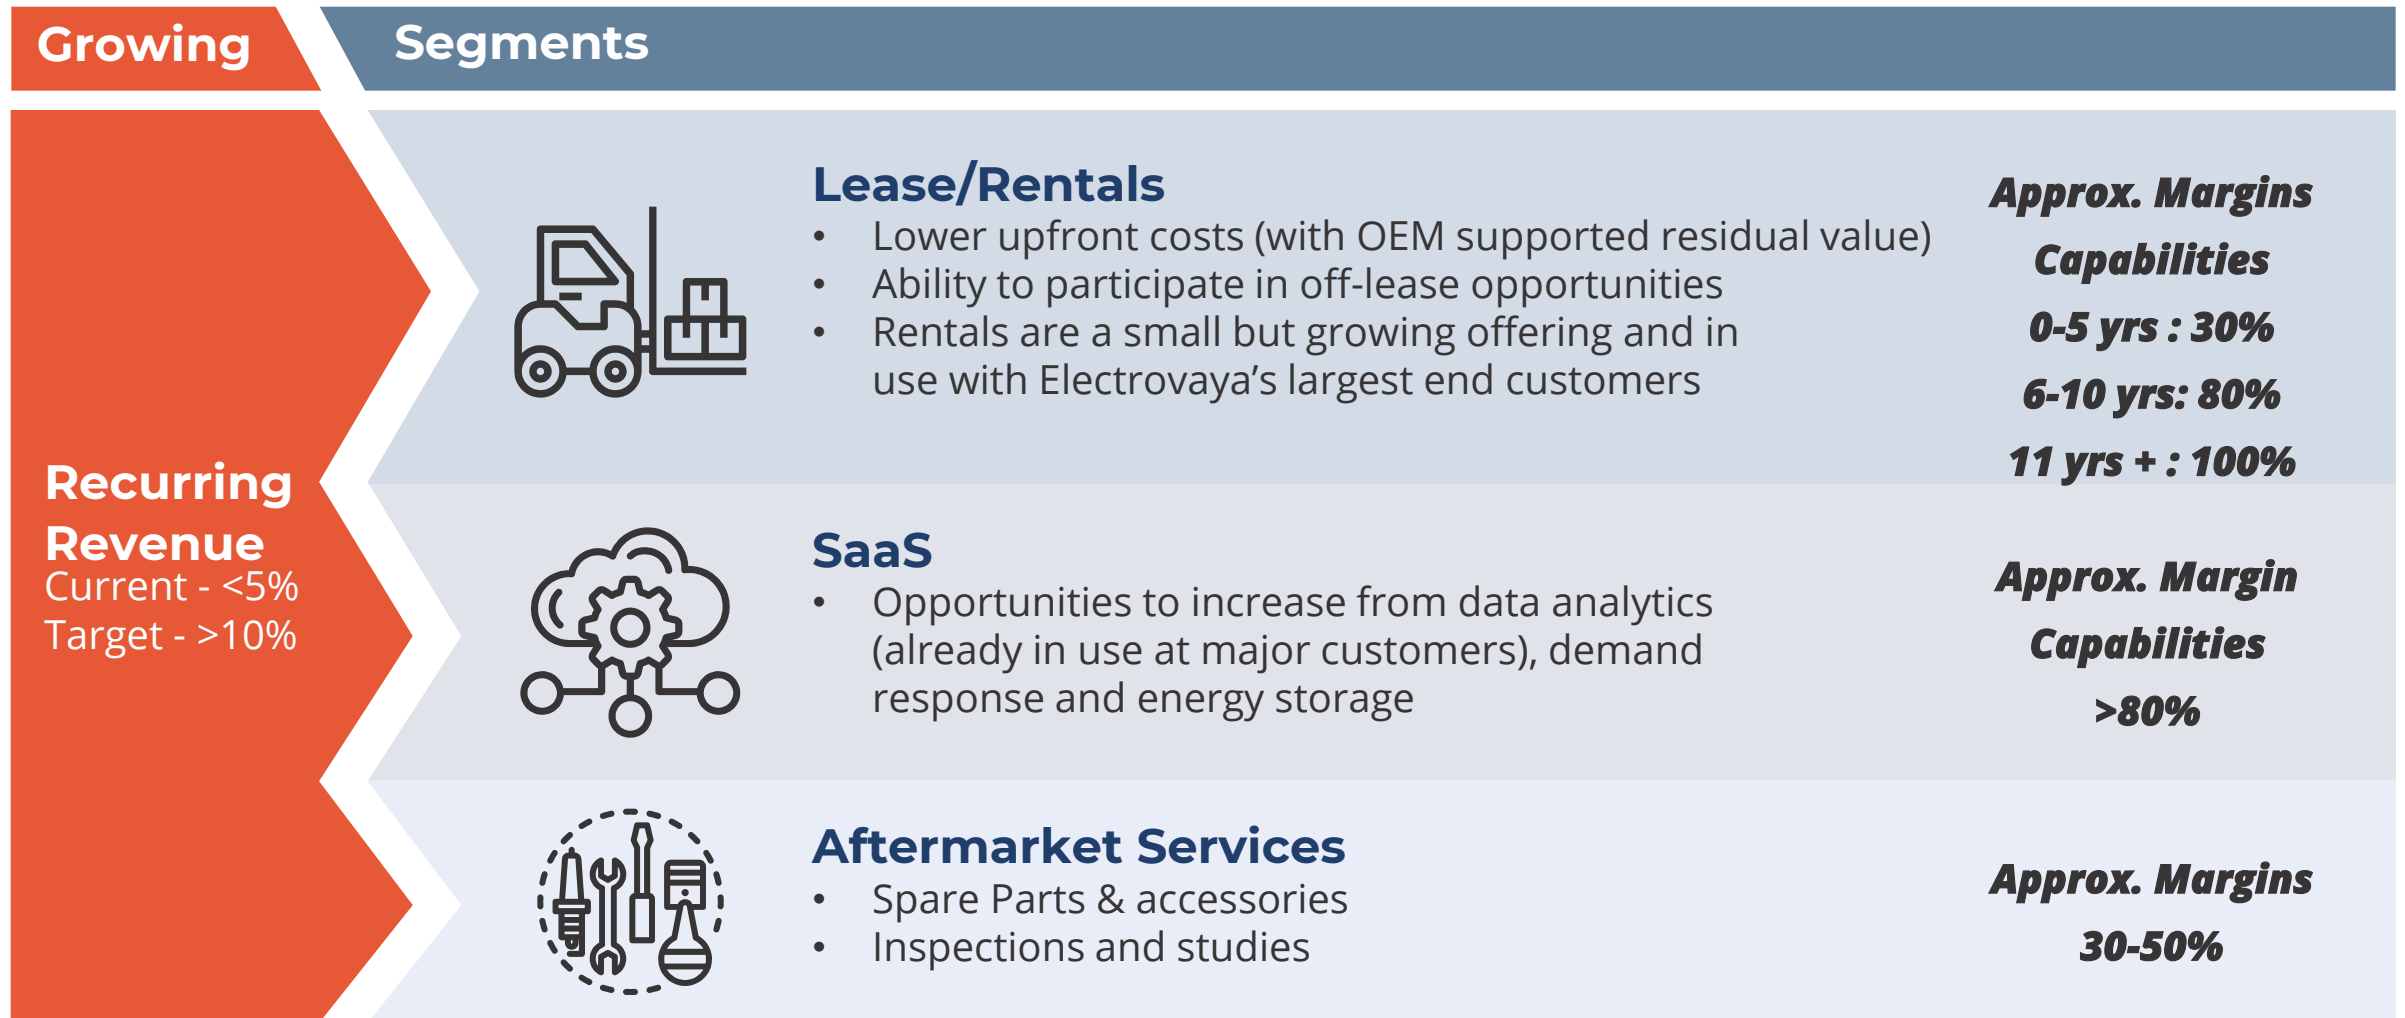 Growing
Segments
Recurring
Revenue
Current - <5%
Target - >10%
Lease/Rentals
• Lower upfront costs (with OEM supported residual value)
• Ability to participate in off-lease opportunities
• Rentals are a small but growing offering and in
use with Electrovaya’s largest end customers
Approx. Margins
Capabilities
0-5 yrs : 30%
6-10 yrs: 80%
11 yrs + : 100%
SaaS
• Opportunities to increase from data analytics
(already in use at major customers), demand
response and energy storage
Approx. Margin
Capabilities
>80%
Aftermarket Services
• Spare Parts & accessories
• Inspections and studies
Approx. Margins
30-50%